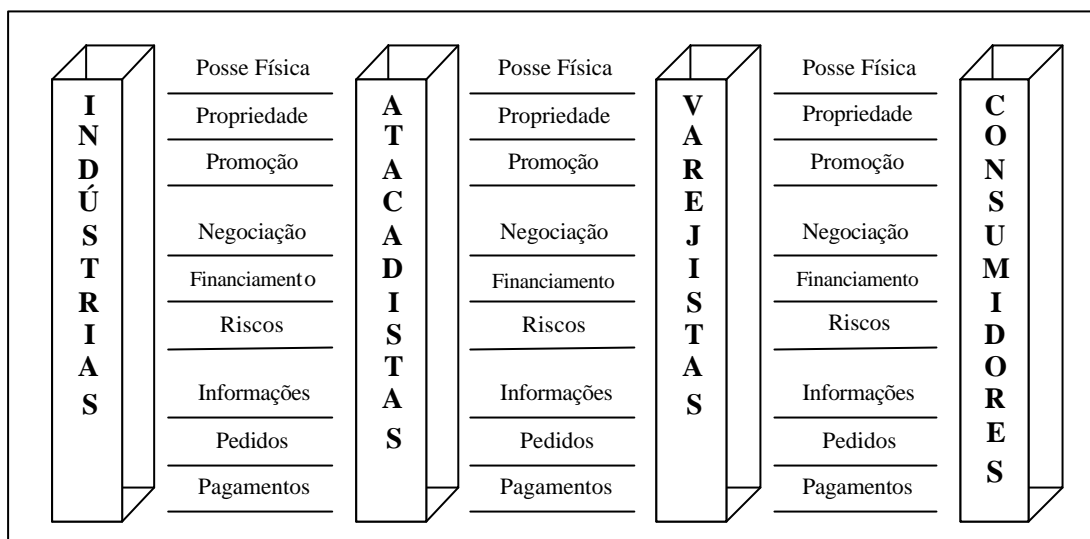 INDÚSTRIAS
Posse Física
Propriedade
Promoção
Negociação
Financiamento
Riscos
Informações
Pedidos
Pagamentos
ATACADISTAS
Posse Física
Propriedade
Promoção
Negociação
Financiamento
Riscos
Informações
Pedidos
Pagamentos
VAREJISTAS
Posse Física
Propriedade
Promoção
Negociação
Financiamento
Riscos
Informações
Pedidos
Pagamentos
CONSUMIDORES